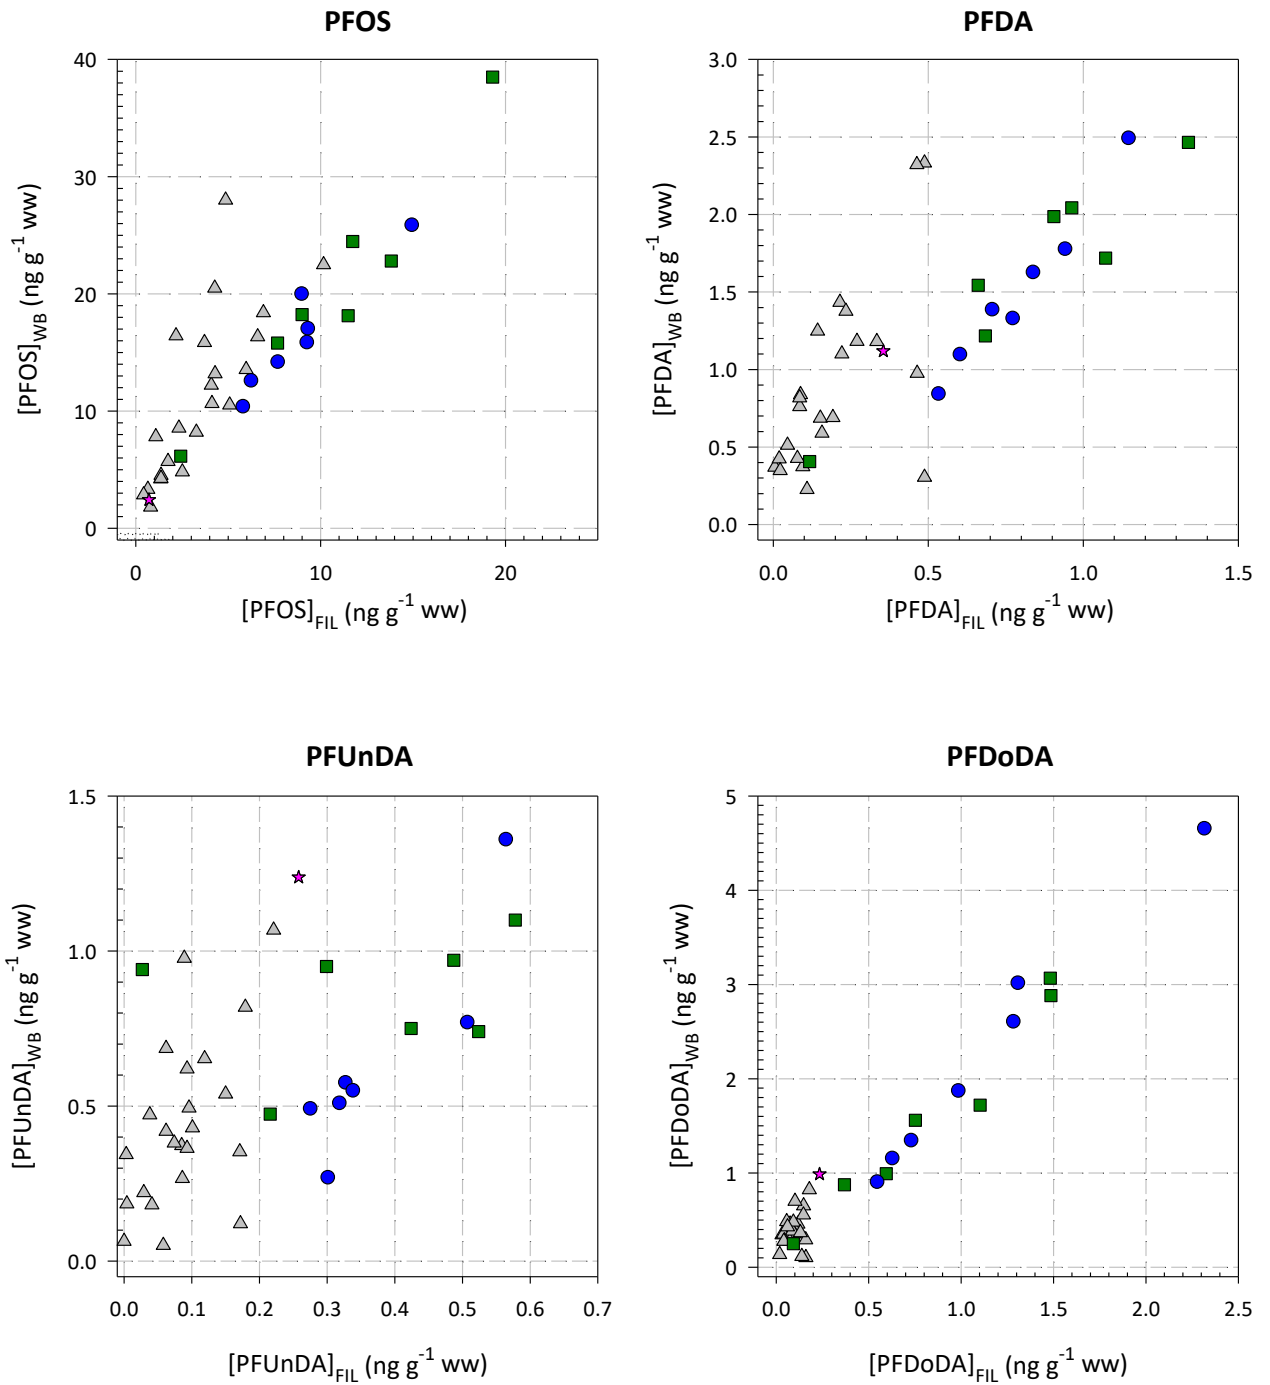 PFOS
40
30
20
10
0
[PFOS]WB (ng g-1 ww)
0 10 20
[PFOS]FIL (ng g-1 ww)
PFDA
3.0
2.5
2.0
1.5
1.0
0.5
0.0
[PFDA]WB (ng g-1 ww)
0.0 0.5 1.0 1.5
[PFDA]FIL (ng g-1 ww)
PFUnDA
1.5
1.0
0.5
0.0
[PFUnDA]WB (ng g-1 ww)
0.0 0.1 0.2 0.3 0.4 0.5 0.6 0.7
[PFUnDA]FIL (ng g-1 ww)
PFDoDA
5
4
3
2
1
0
[PFDoDA]WB (ng g-1 ww)
0.0 0.5 1.0 1.5 2.0 2.5
[PFDoDA]FIL (ng g-1 ww)